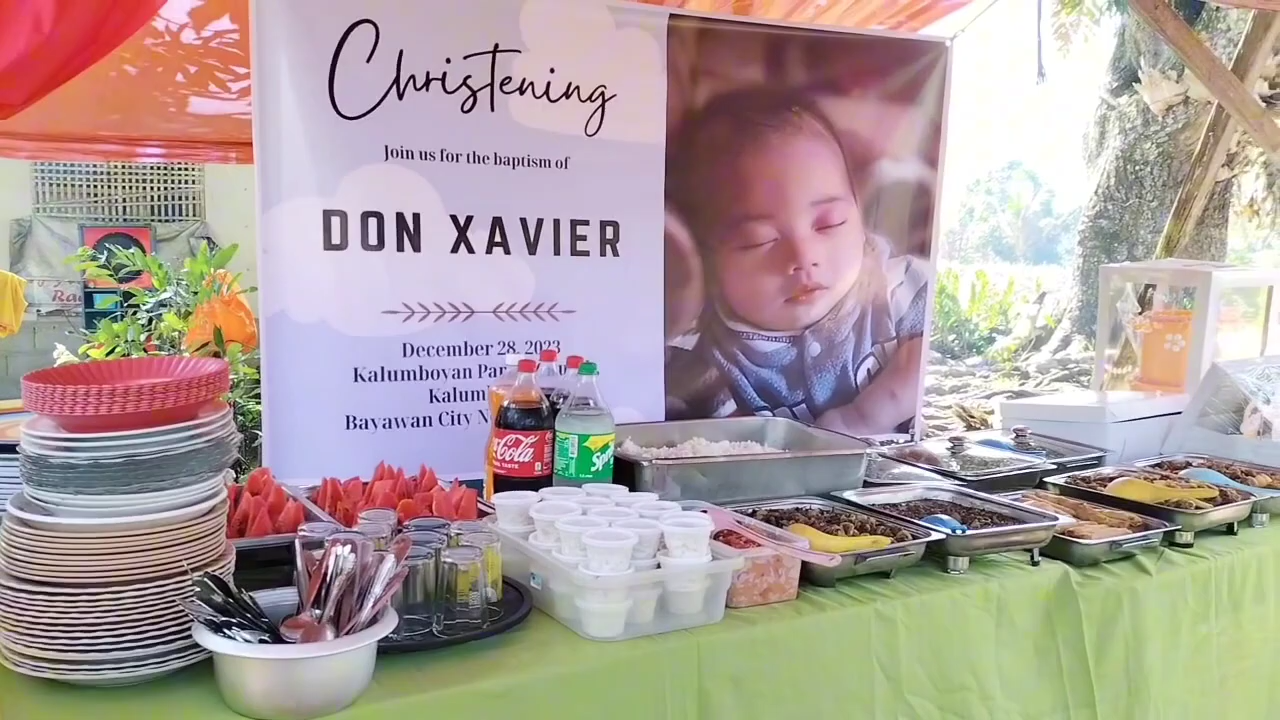 Christening
Join us for the baptism of
DON XAVIER
December 28, 2023
Kalumboyan
Bayawan City
Coca-Cola
Sprite